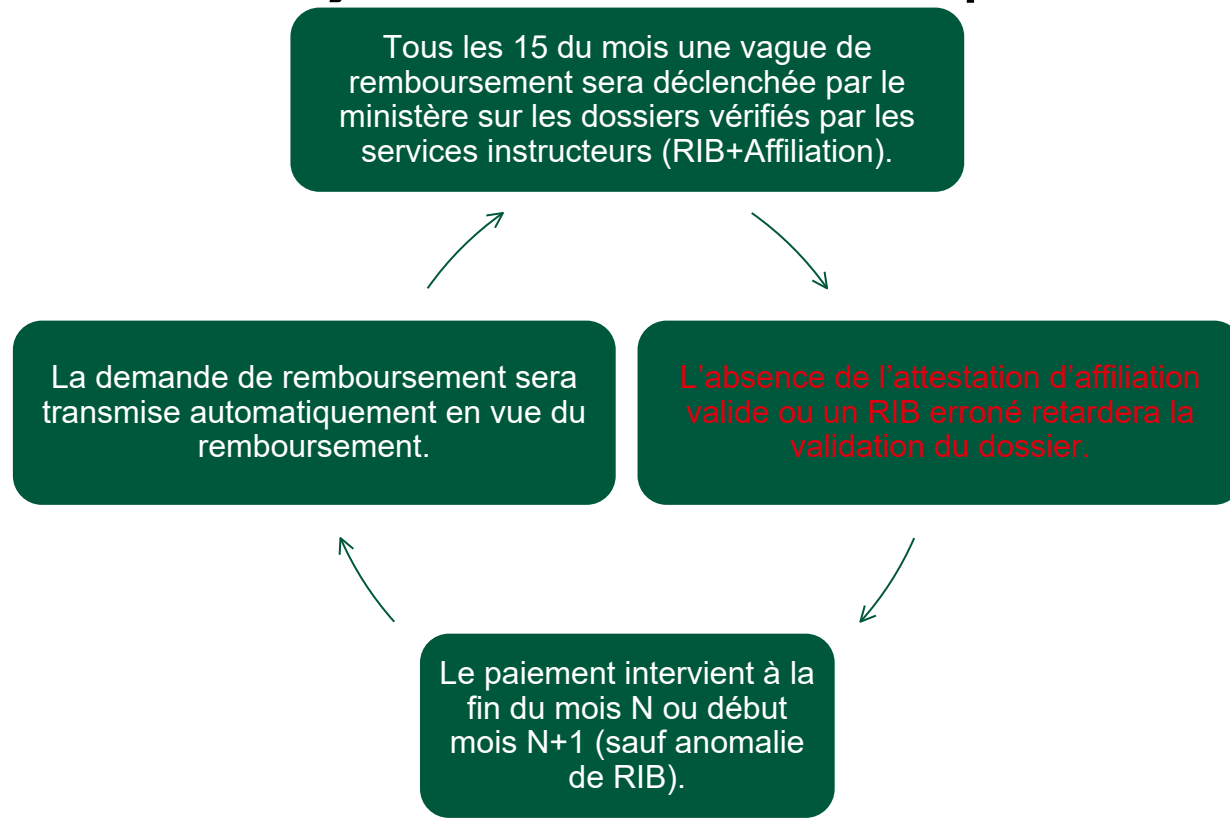 Tous les 15 du mois une vague de
remboursement sera déclenchée par le
ministère sur les dossiers vérifiés par les
services instructeurs (RIB+Affiliation).
La demande de remboursement sera
transmise automatiquement en vue du
remboursement.
L’absence de l’attestation d’affiliation
valide ou un RIB erroné retardera la
validation du dossier.
Le paiement intervient à la
fin du mois N ou début
mois N+1 (sauf anomalie
de RIB).